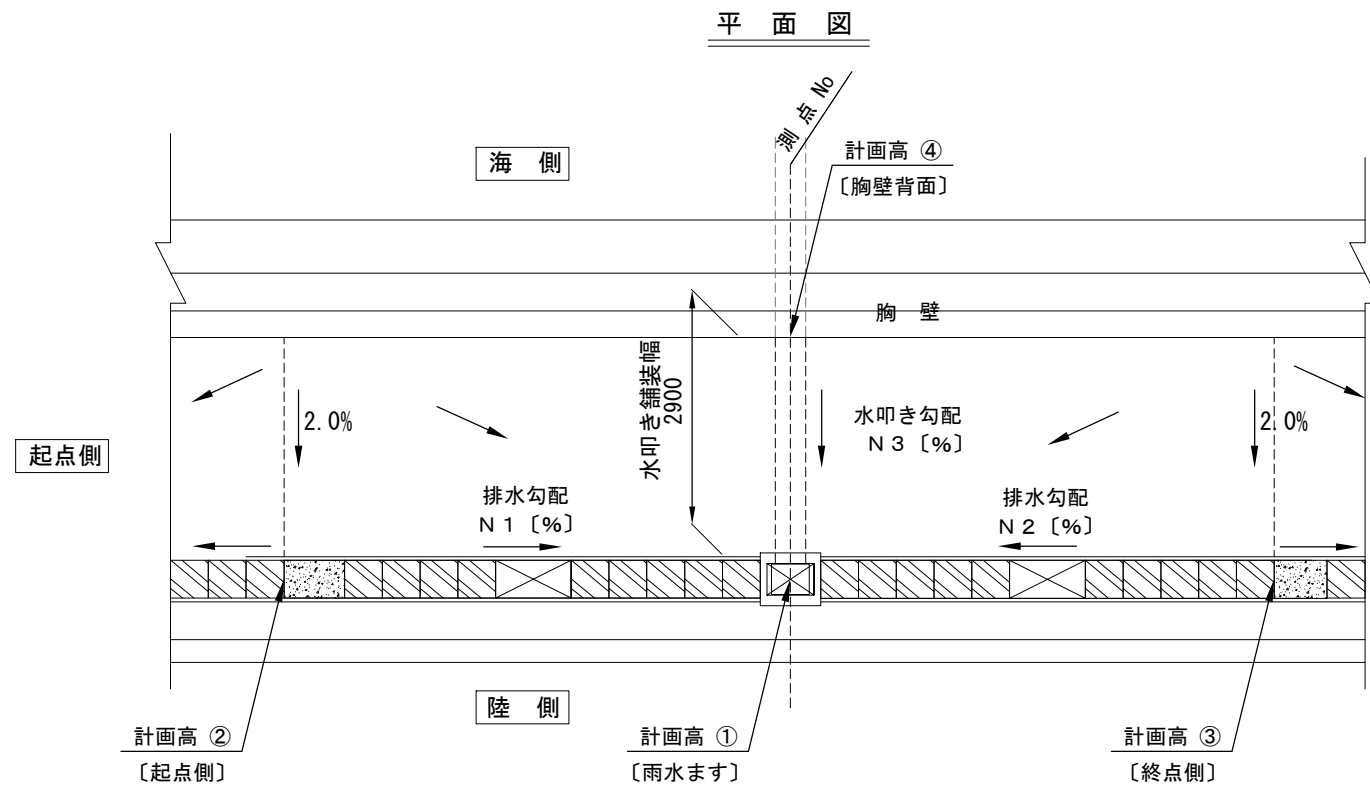 平 面 図
測 点 No
海 側
計画高 ④
〔胸壁背面〕
胸 壁
水叩き舗装幅
2900
2.0%
水叩き勾配
N3〔%〕
2.0%
起点側
排水勾配
N1〔%〕
排水勾配
N2〔%〕
陸 側
計画高 ②
〔起点側〕
計画高 ①
〔雨水ます〕
計画高 ③
〔終点側〕